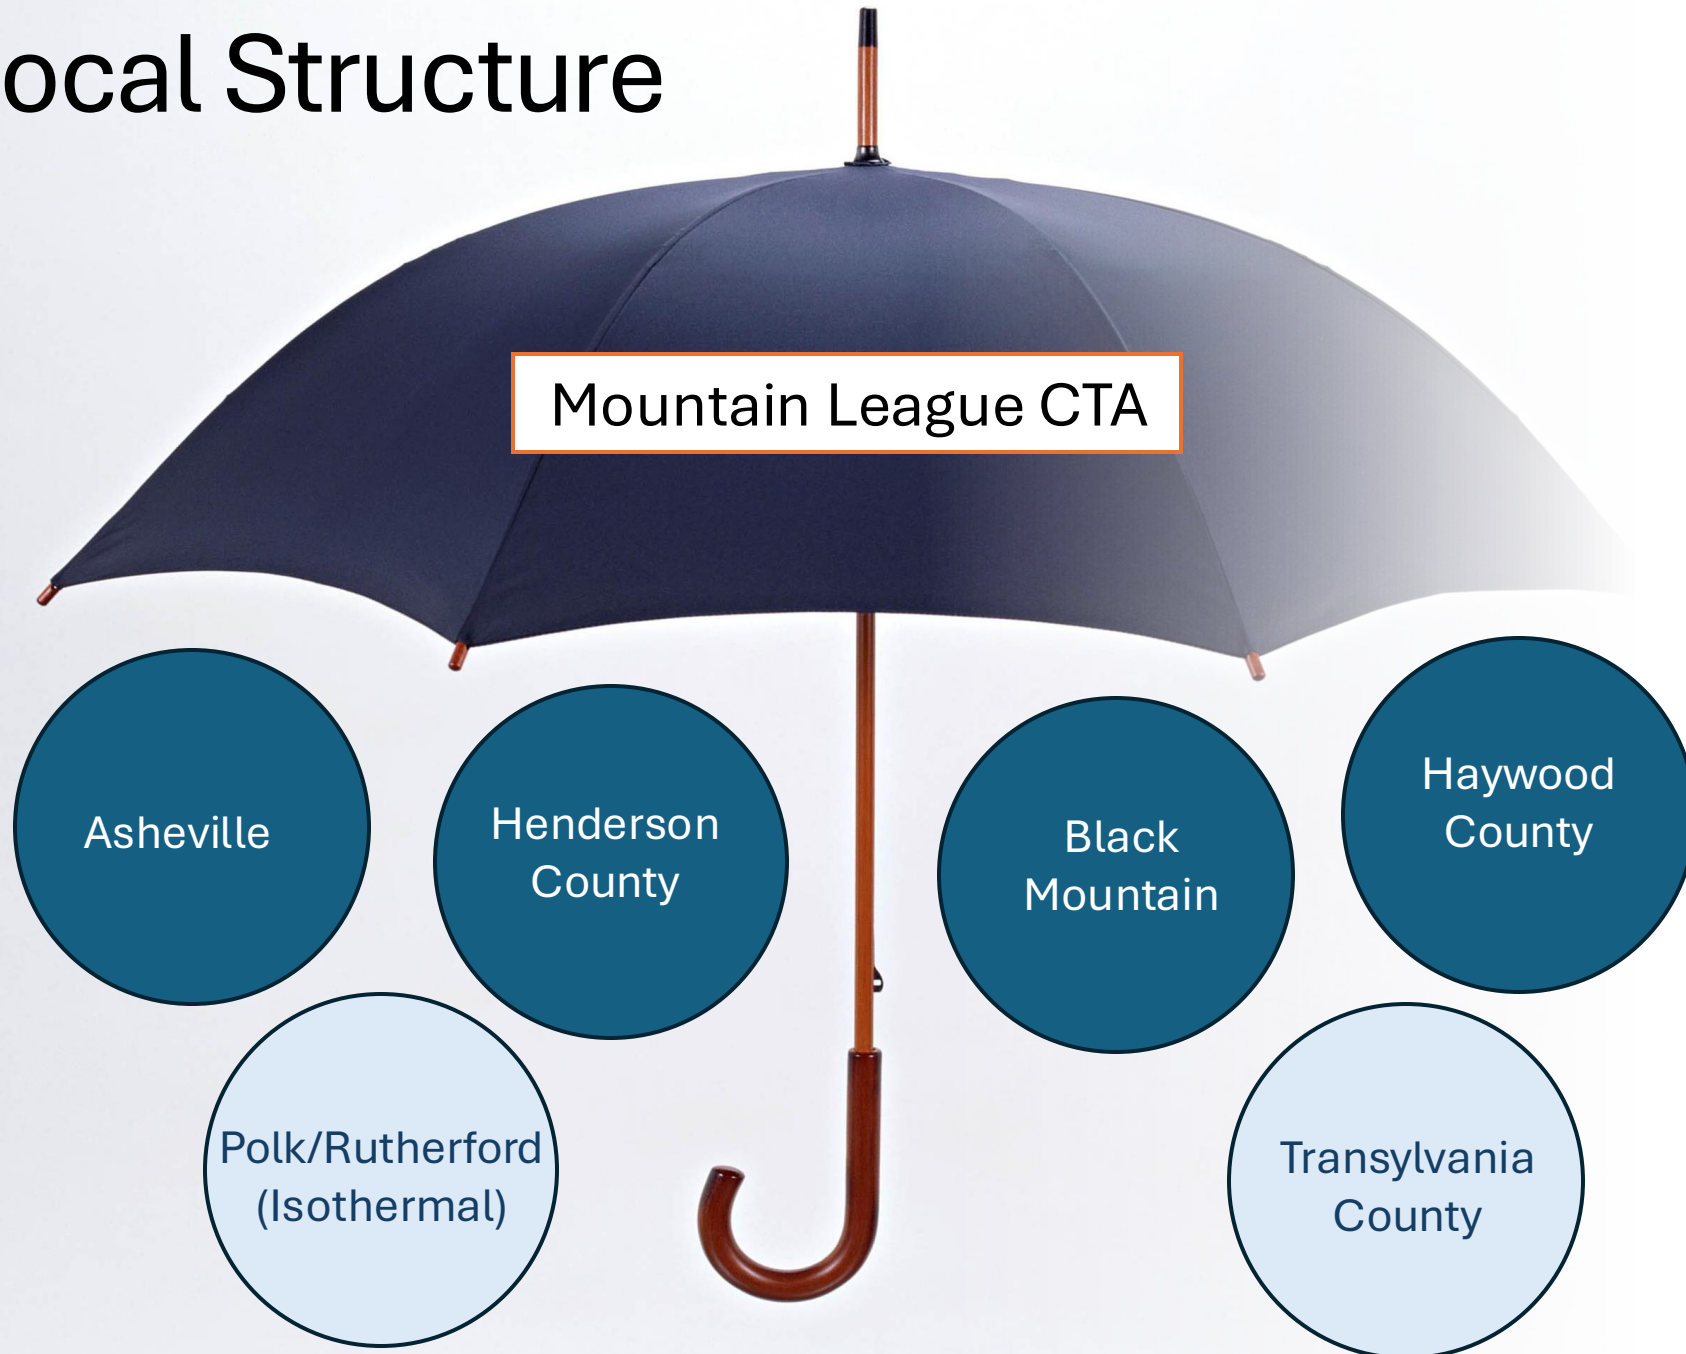 ocal Structure
Mountain League CTA
Asheville
Henderson
County
Black
Mountain
Haywood
County
Polk/Rutherford
(Isothermal)
Transylvania
County